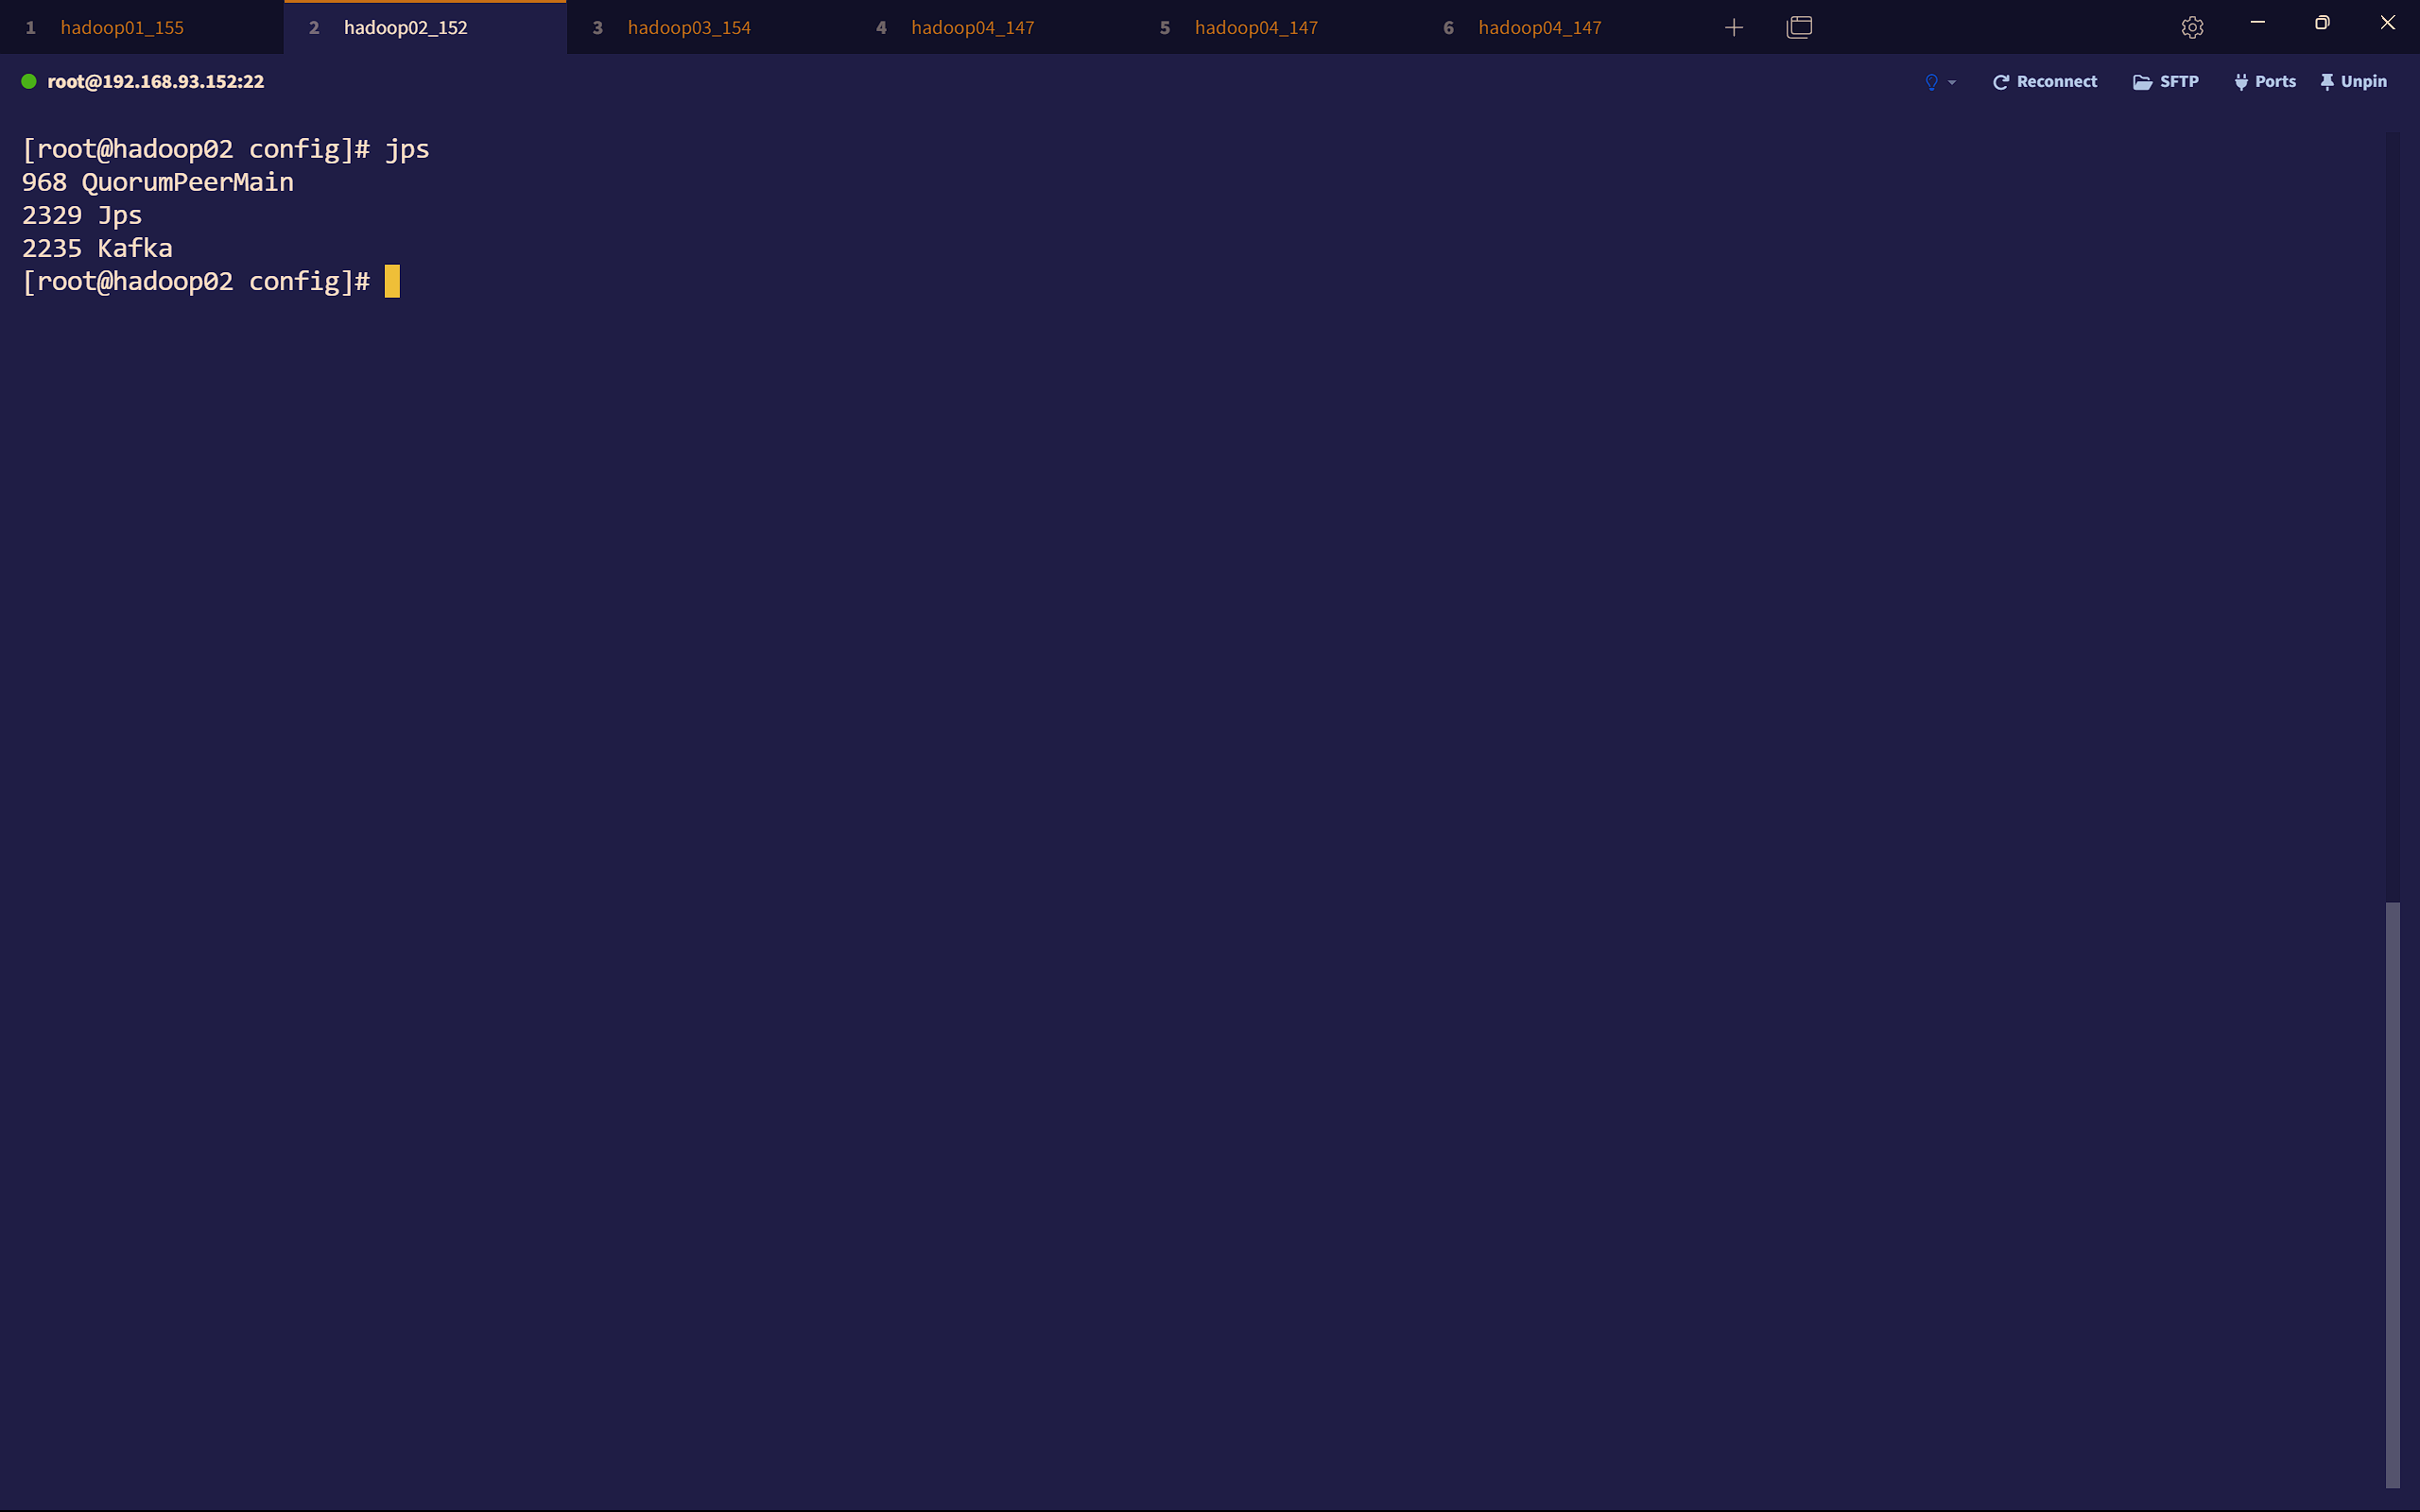 1 hadoop01_155 2 hadoop02_152 3 hadoop03_154 4 hadoop04_147 5 hadoop04_147 6 hadoop04_147
root@192.168.93.152:22 Reconnect SFTP Ports Unpin
[root@hadoop02 config]# jps
968 QuorumPeerMain
2329 Jps
2235 Kafka
[root@hadoop02 config]#